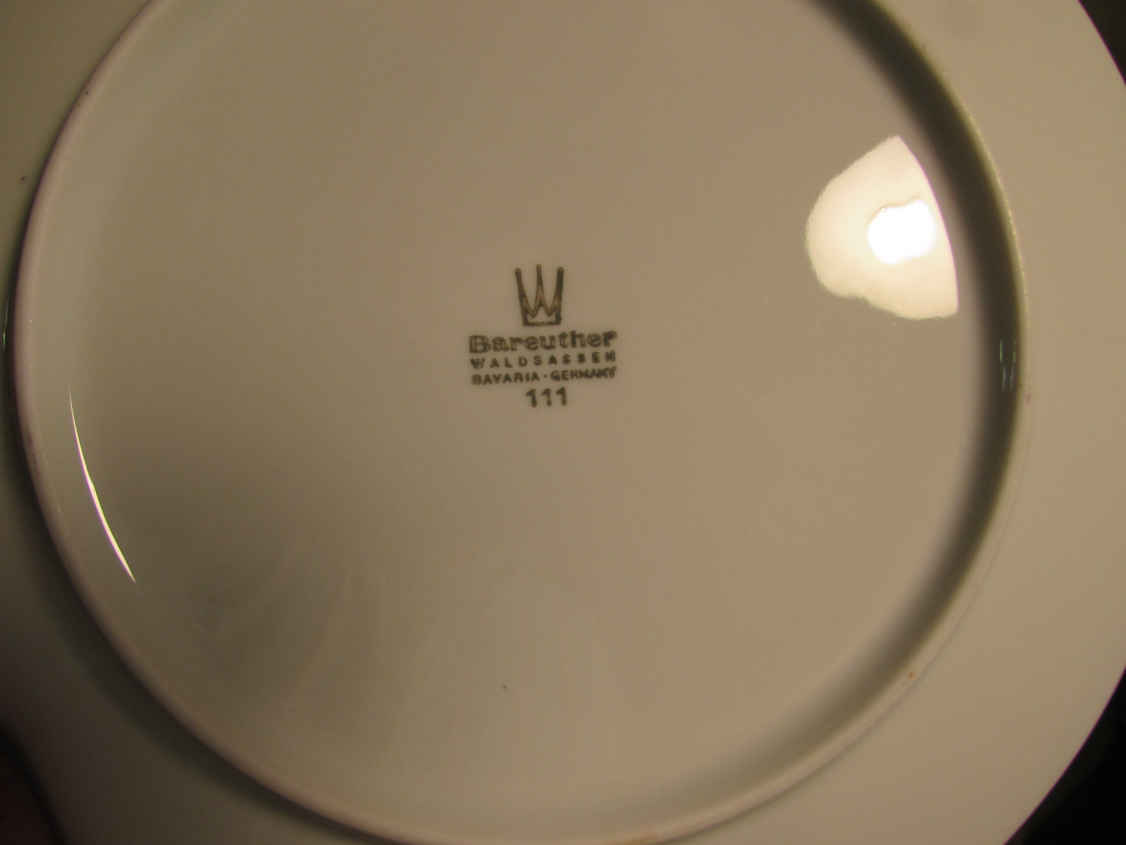 Bareuther
WALDSASSEN
BAVARIA · GERMANY
111